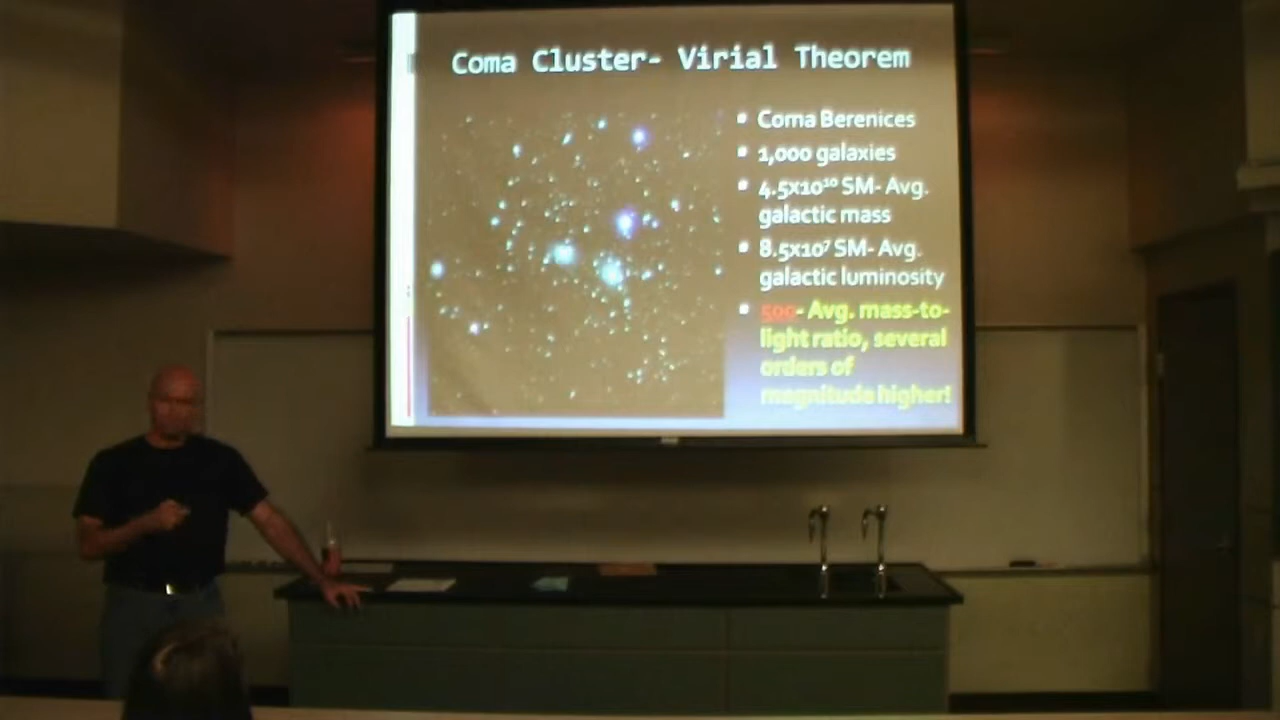 Coma Cluster- Virial Theorem
Coma Berenices
1,000 galaxies
4.5x10¹⁰ SM- Avg.
galactic mass
8.5x10⁷ SM- Avg.
galactic luminosity
500- Avg. mass-to-
light ratio, several
orders of
magnitude higher!